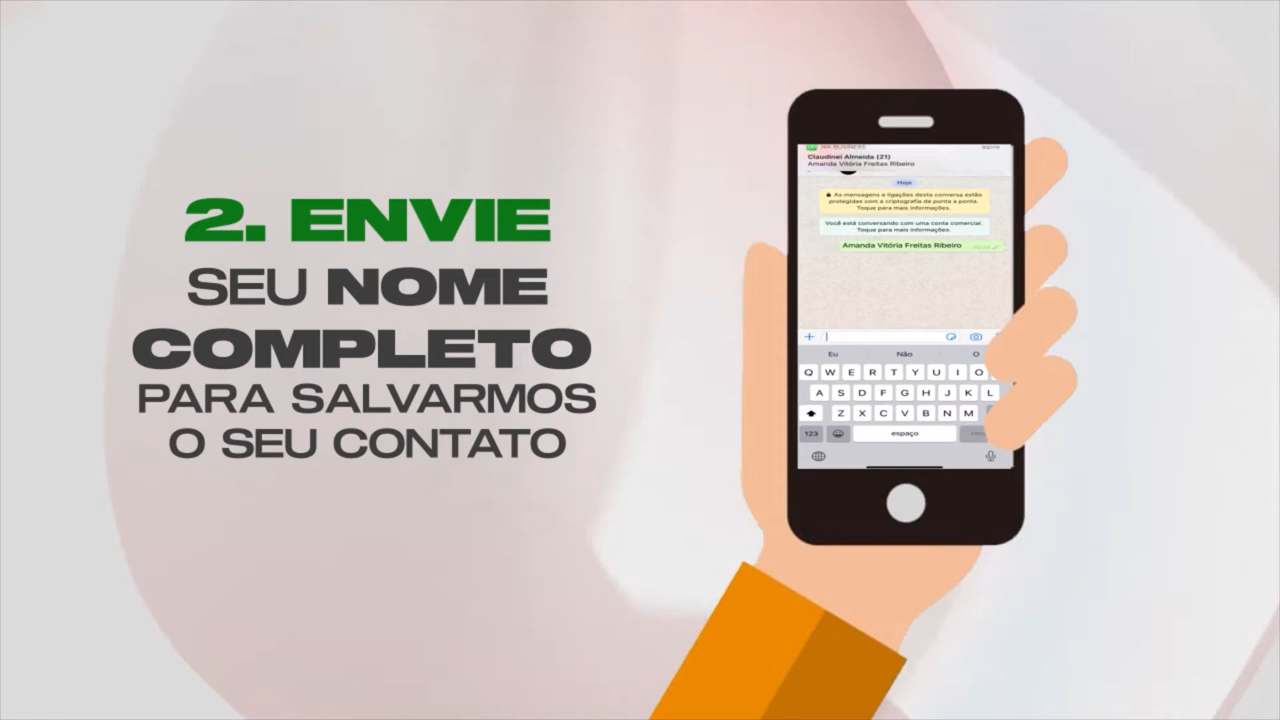 2. ENVIE
SEU NOME
COMPLETO
PARA SALVARMOS
O SEU CONTATO
BUSINESS
agora
Claudinei Almeida (21)
Amanda Vitória Freitas Ribeiro
Hoje
As mensagens e ligações desta conversa estão
protegidas com a criptografia de ponta a ponta.
Toque para mais informações.
Você está conversando com uma conta comercial.
Toque para mais informações.
Amanda Vitória Freitas Ribeiro
Eu Não O
Q W E R T Y U I O
A S D F G H J K L
Z X C V B N M
123 espaço